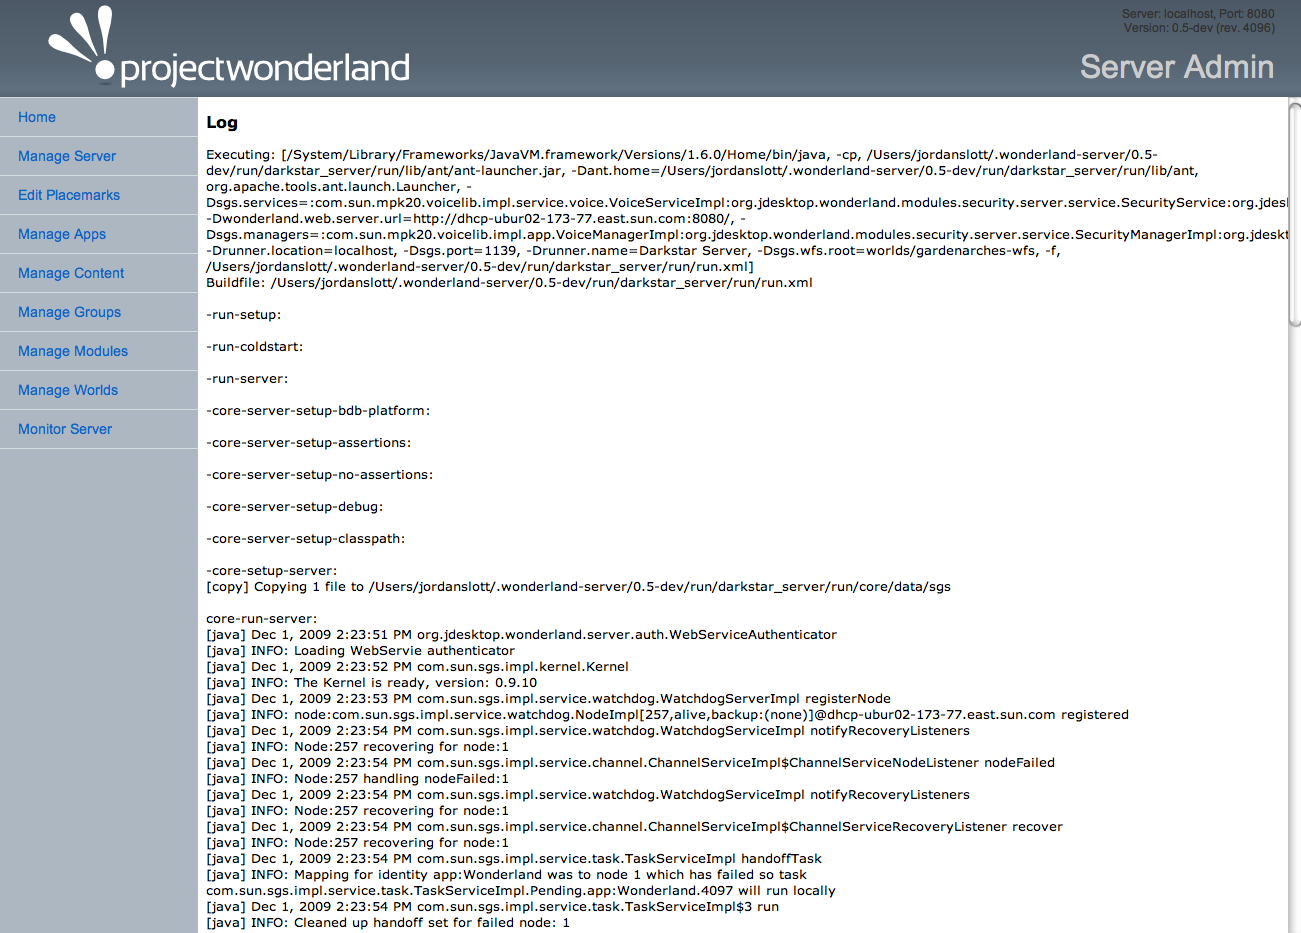 Server: localhost, Port: 8080
Version: 0.5-dev (rev. 4096)
projectwonderland
Server Admin
Home
Manage Server
Edit Placemarks
Manage Apps
Manage Content
Manage Groups
Manage Modules
Manage Worlds
Monitor Server
Log
Executing: [/System/Library/Frameworks/JavaVM.framework/Versions/1.6.0/Home/bin/java, -cp, /Users/jordanslott/.wonderland-server/0.5-
dev/run/darkstar_server/run/lib/ant/ant-launcher.jar, -Dant.home=/Users/jordanslott/.wonderland-server/0.5-dev/run/darkstar_server/run/lib/ant,
org.apache.tools.ant.launch.Launcher, -
Dsgs.services=:com.sun.mpk20.voicelib.impl.service.voice.VoiceServiceImpl:org.jdesktop.wonderland.modules.security.server.service.SecurityService:org.jdesl
-Dwonderland.web.server.url=http://dhcp-ubur02-173-77.east.sun.com:8080/, -
Dsgs.managers=:com.sun.mpk20.voicelib.impl.app.VoiceManagerImpl:org.jdesktop.wonderland.modules.security.server.service.SecurityManagerImpl:org.jdeskt
-Drunner.location=localhost, -Dsgs.port=1139, -Drunner.name=Darkstar Server, -Dsgs.wfs.root=worlds/gardenarches-wfs, -f,
/Users/jordanslott/.wonderland-server/0.5-dev/run/darkstar_server/run/run.xml]
Buildfile: /Users/jordanslott/.wonderland-server/0.5-dev/run/darkstar_server/run/run.xml
-run-setup:
-run-coldstart:
-run-server:
-core-server-setup-bdb-platform:
-core-server-setup-assertions:
-core-server-setup-no-assertions:
-core-server-setup-debug:
-core-server-setup-classpath:
-core-setup-server:
[copy] Copying 1 file to /Users/jordanslott/.wonderland-server/0.5-dev/run/darkstar_server/run/core/data/sgs
core-run-server:
[java] Dec 1, 2009 2:23:51 PM org.jdesktop.wonderland.server.auth.WebServiceAuthenticator
[java] INFO: Loading WebServie authenticator
[java] Dec 1, 2009 2:23:52 PM com.sun.sgs.impl.kernel.Kernel
[java] INFO: The Kernel is ready, version: 0.9.10
[java] Dec 1, 2009 2:23:53 PM com.sun.sgs.impl.service.watchdog.WatchdogServerImpl registerNode
[java] INFO: node:com.sun.sgs.impl.service.watchdog.NodeImpl[257,alive,backup:(none)]@dhcp-ubur02-173-77.east.sun.com registered
[java] Dec 1, 2009 2:23:54 PM com.sun.sgs.impl.service.watchdog.WatchdogServiceImpl notifyRecoveryListeners
[java] INFO: Node:257 recovering for node:1
[java] Dec 1, 2009 2:23:54 PM com.sun.sgs.impl.service.channel.ChannelServiceImpl$ChannelServiceNodeListener nodeFailed
[java] INFO: Node:257 handling nodeFailed:1
[java] Dec 1, 2009 2:23:54 PM com.sun.sgs.impl.service.watchdog.WatchdogServiceImpl notifyRecoveryListeners
[java] INFO: Node:257 recovering for node:1
[java] Dec 1, 2009 2:23:54 PM com.sun.sgs.impl.service.channel.ChannelServiceImpl$ChannelServiceRecoveryListener recover
[java] INFO: Node:257 recovering for node:1
[java] Dec 1, 2009 2:23:54 PM com.sun.sgs.impl.service.task.TaskServiceImpl handoffTask
[java] INFO: Mapping for identity app:Wonderland was to node 1 which has failed so task
com.sun.sgs.impl.service.task.TaskServiceImpl.Pending.app:Wonderland.4097 will run locally
[java] Dec 1, 2009 2:23:54 PM com.sun.sgs.impl.service.task.TaskServiceImpl$3 run
[java] INFO: Cleaned up handoff set for failed node: 1